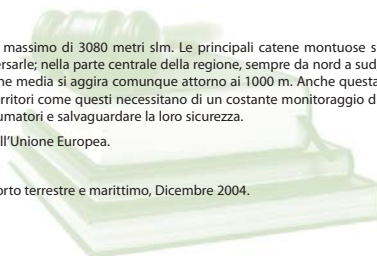 massimo di 3080 metri slm. Le principali catene montuose s
rsarle; nella parte centrale della regione, sempre da nord a sud
ne media si aggira comunque attorno ai 1000 m. Anche questa
erritori come questi necessitano di un costante monitoraggio d
umatori e salvaguardare la loro sicurezza.
ll’Unione Europea.
orto terrestre e marittimo, Dicembre 2004.